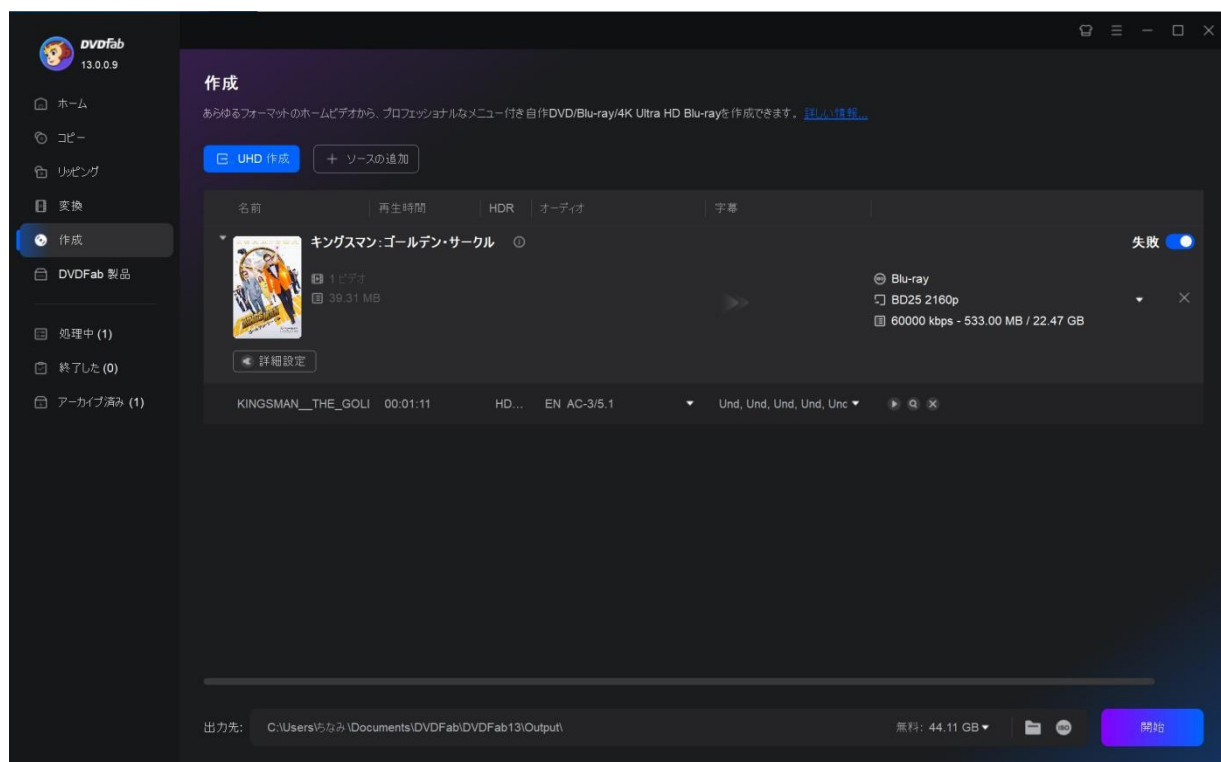 DVDFab
13.0.0.9
ホーム
コピー
リッピング
変換
作成
DVDFab 製品
処理中 (1)
終了した (0)
アーカイブ済み (1)
作成
あらゆるフォーマットのホームビデオから、プロフェッショナルなメニュー付き自作DVD/Blu-ray/4K Ultra HD Blu-rayを作成できます。 詳しい情報...
UHD 作成 + ソースの追加
名前 再生時間 HDR オーディオ 字幕
キングスマン:ゴールデン・サークル 失敗
1 ビデオ
39.31 MB
Blu-ray
BD25 2160p
60000 kbps - 533.00 MB / 22.47 GB
詳細設定
KINGSMAN__THE_GOLI 00:01:11 HD... EN AC-3/5.1 Und, Und, Und, Und, Unc
出力先: C:\Users\ちなみ\Documents\DVDFab\DVDFab13\Output\ 無料: 44.11 GB ISO 開始